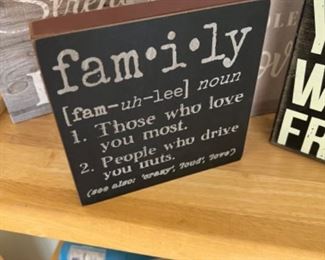 fam•i•ly
[fam-uh-lee] noun
1. Those who love
you most.
2. People who drive
you nuts.
(see also: 'crazy', 'loud', 'love')
FR